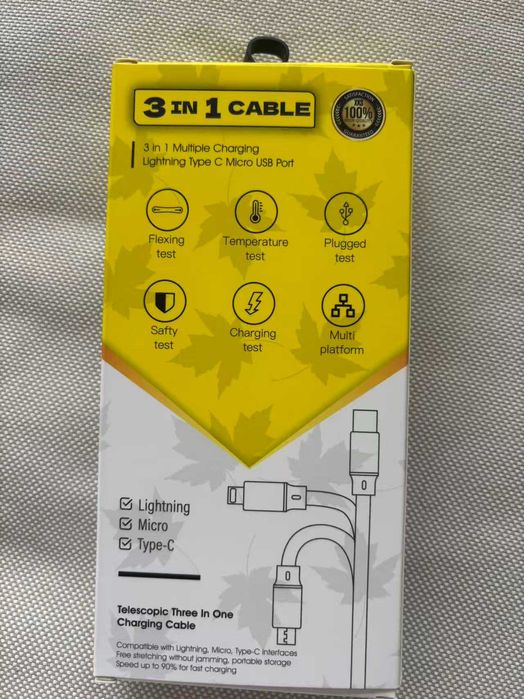 3 IN 1 CABLE
SATISFACTION
100%
GUARANTEED
3 in 1 Multiple Charging
Lightning Type C Micro USB Port
Flexing test
Temperature test
Plugged test
Safty test
Charging test
Multi platform
Lightning
Micro
Type-C
Telescopic Three In One
Charging Cable
Compatible with Lightning, Micro, Type-C interfaces
Free stretching without jamming, portable storage
Speed up to 90% for fast charging